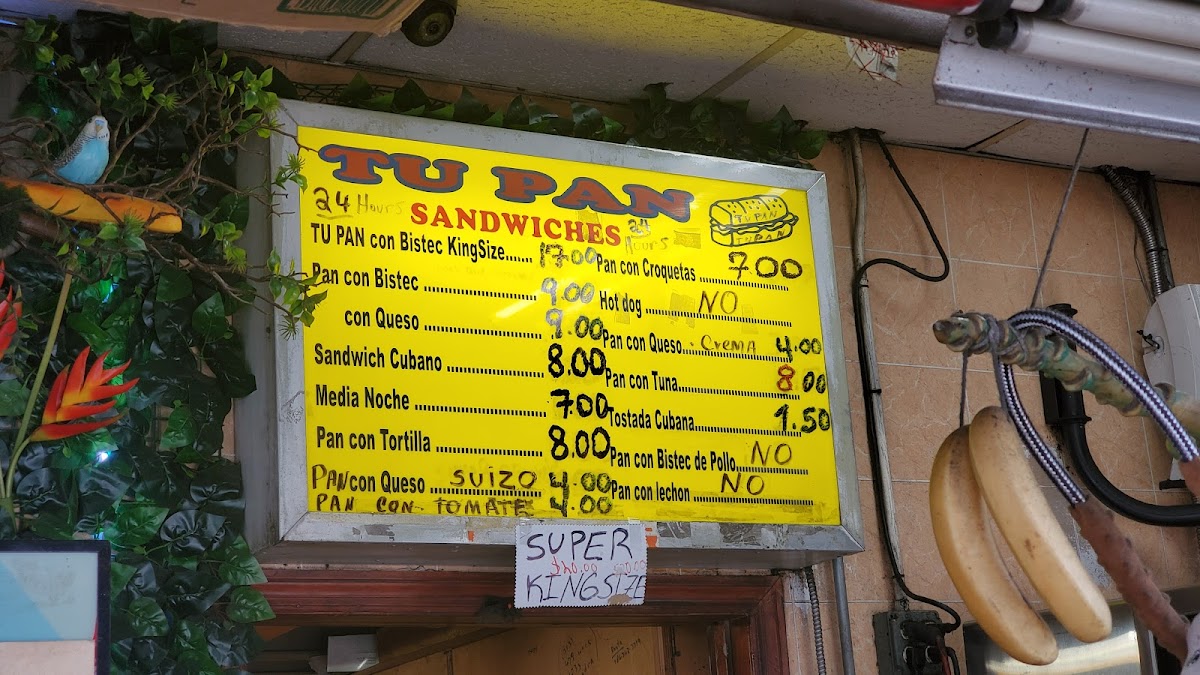 TU PAN
24 Hours
SANDWICHES
24 Hours
TU PAN
TU PAN
TU PAN con Bistec KingSize....... 17.00
Pan con Bistec .................... 9.00
con Queso .................... 9.00
Sandwich Cubano .................... 8.00
Media Noche .................... 7.00
Pan con Tortilla .................... 8.00
PAN con Queso SUIZO 4.00
PAN CON TOMATE 4.00
Pan con Croquetas .................... 7.00
Hot dog .................... NO
Pan con Queso... CREMA 4.00
Pan con Tuna.................... 8.00
Tostada Cubana.................... 1.50
Pan con Bistec de Pollo.................... NO
Pan con lechon .................... NO
SUPER
$20.00
KINGSIZE